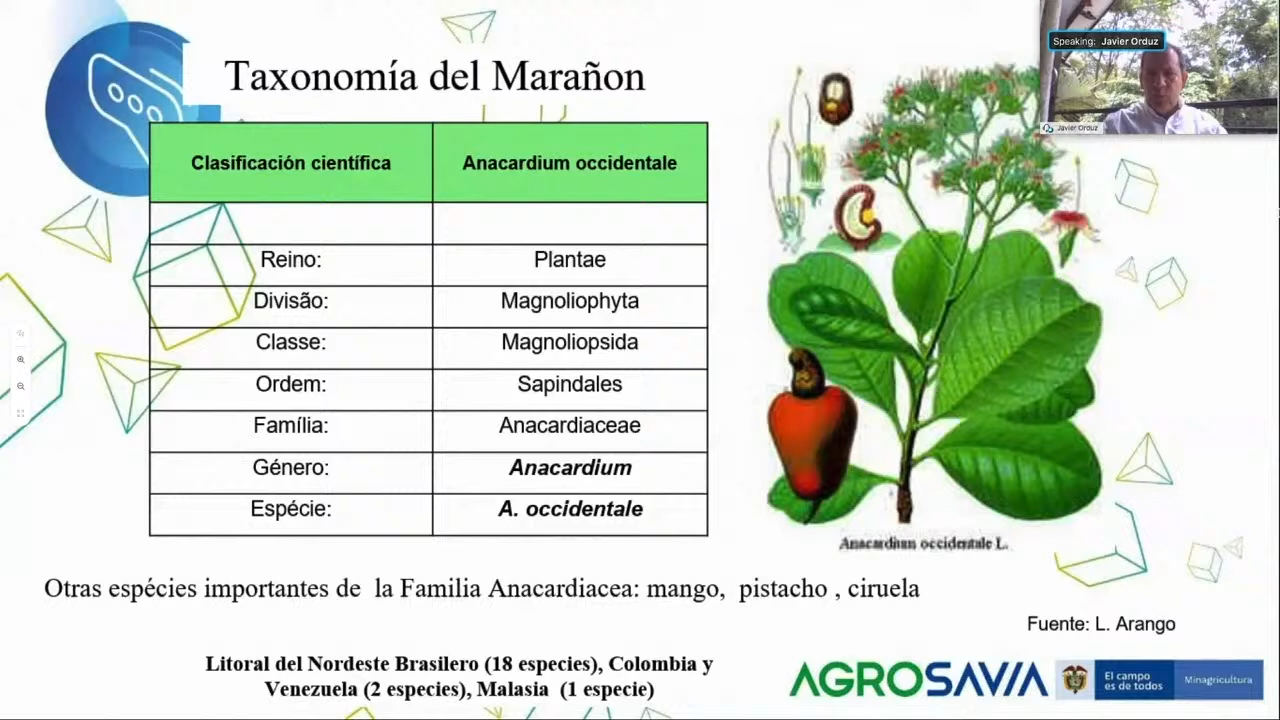 Speaking: Javier Orduz
Javier Orduz
Taxonomía del Marañon
Clasificación científica Anacardium occidentale
Reino: Plantae
Divisão: Magnoliophyta
Classe: Magnoliopsida
Ordem: Sapindales
Família: Anacardiaceae
Género: Anacardium
Espécie: A. occidentale
Anacardium occidentale L.
Otras espécies importantes de la Familia Anacardiacea: mango, pistacho , ciruela
Fuente: L. Arango
Litoral del Nordeste Brasilero (18 especies), Colombia y
Venezuela (2 especies), Malasia (1 especie)
AGROSAVIA
El campo
es de todos
Minagricultura